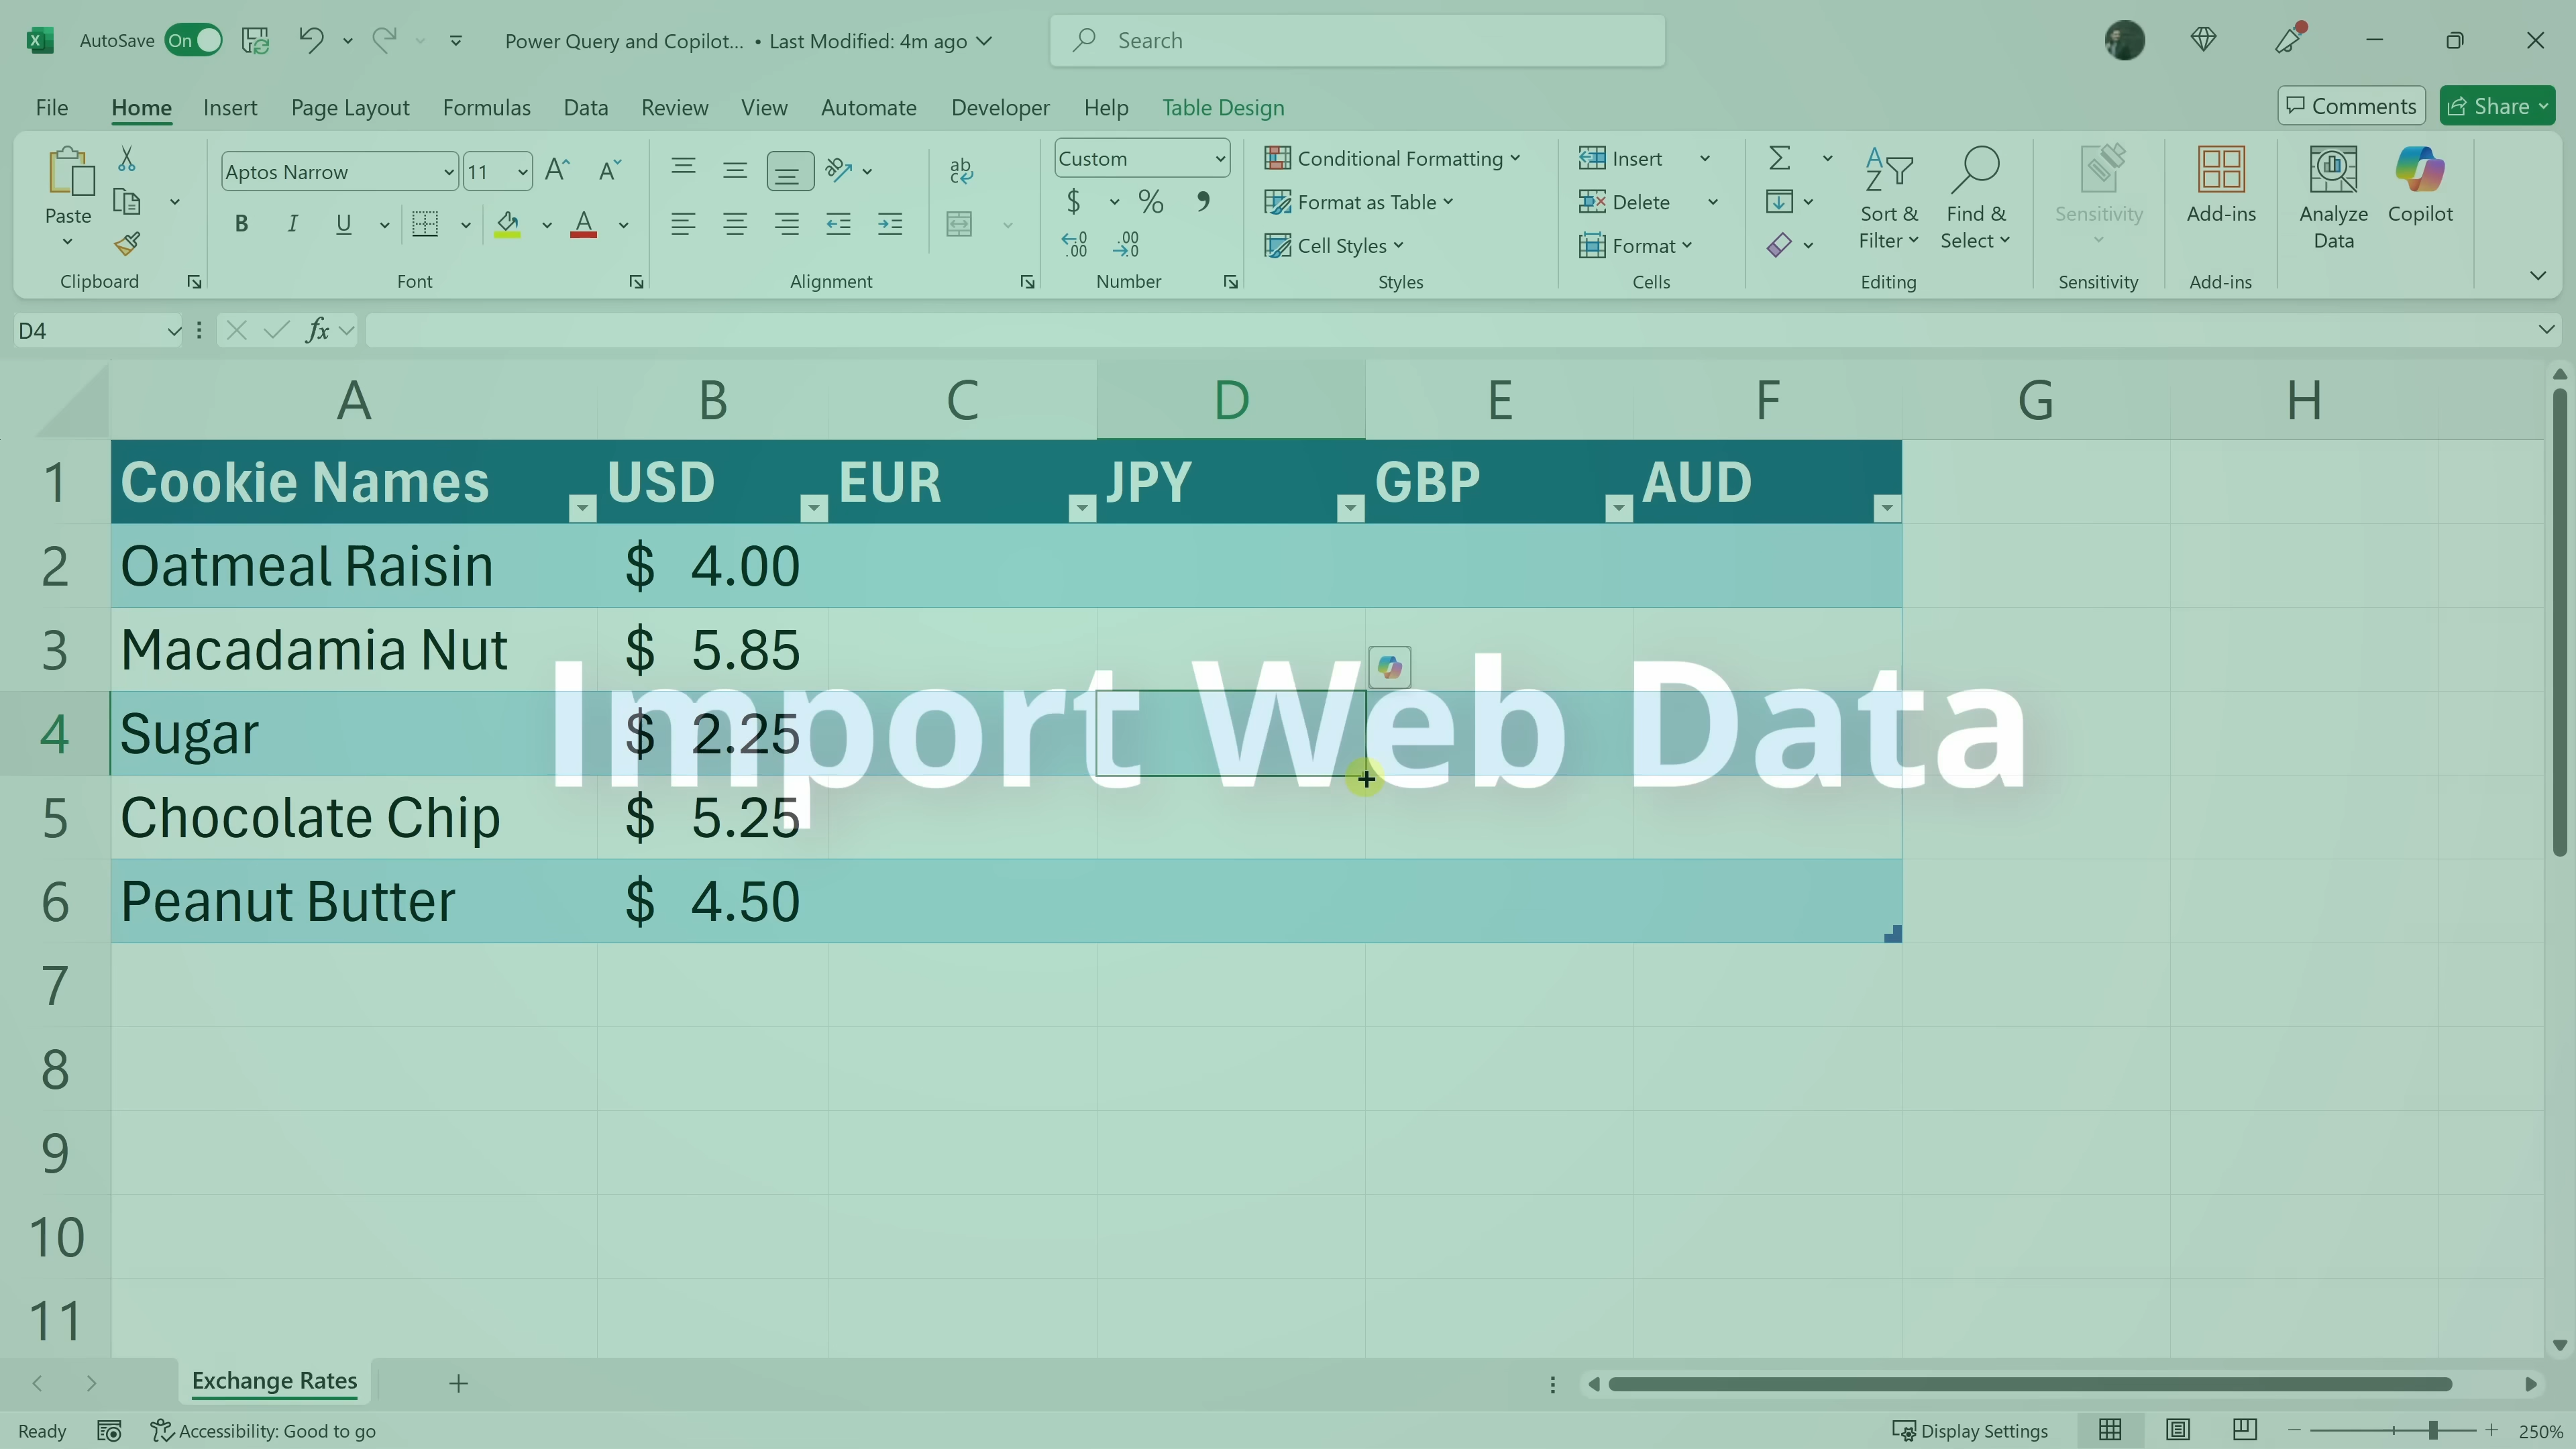 AutoSave On Power Query and Copilot... • Last Modified: 4m ago Search
File Home Insert Page Layout Formulas Data Review View Automate Developer Help Table Design Comments Share
Paste Aptos Narrow 11 Custom Conditional Formatting Insert Sort & Filter Find & Select Sensitivity Add-ins Analyze Data Copilot
B I U A $ % Format as Table Delete
Cell Styles Format
Clipboard Font Alignment Number Styles Cells Editing Sensitivity Add-ins
D4 fx
A B C D E F G H
1 Cookie Names USD EUR JPY GBP AUD
2 Oatmeal Raisin $ 4.00
3 Macadamia Nut $ 5.85
Import Web Data
4 Sugar $ 2.25
5 Chocolate Chip $ 5.25
6 Peanut Butter $ 4.50
7
8
9
10
11
Exchange Rates
Ready Accessibility: Good to go Display Settings 250%